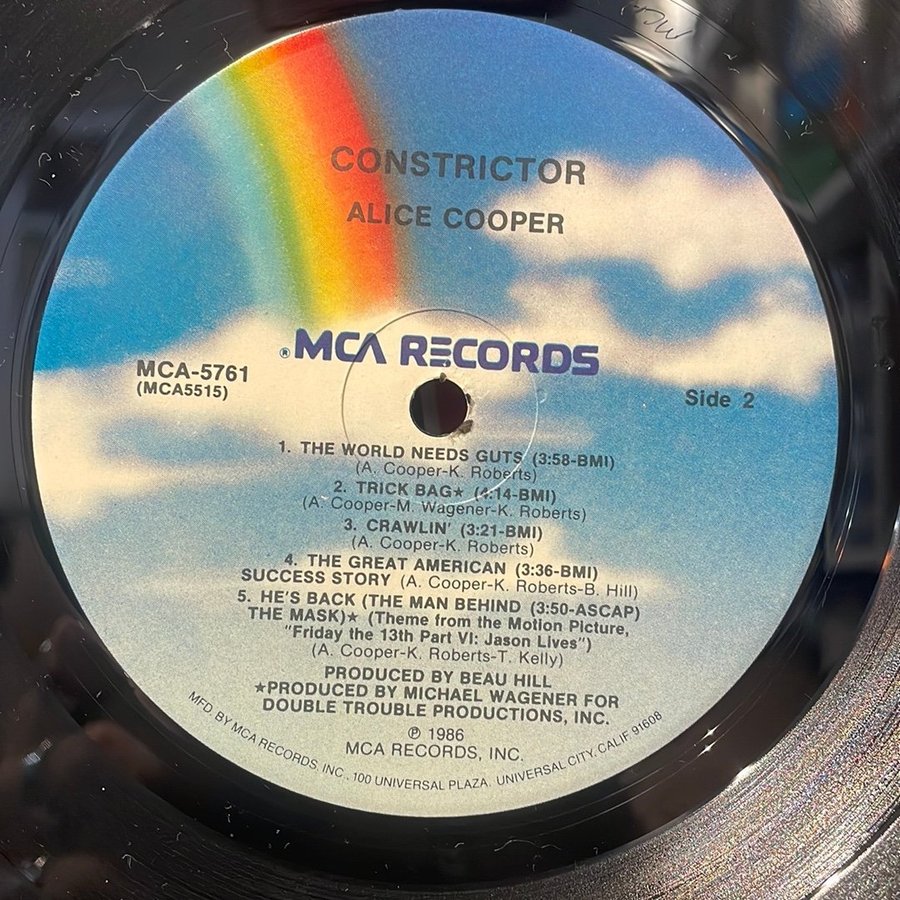 CONSTRICTOR
ALICE COOPER
® MCA RECORDS
MCA-5761
(MCA5515)
Side 2
1. THE WORLD NEEDS GUTS (3:58-BMI)
(A. Cooper-K. Roberts)
2. TRICK BAG★ (4:14-BMI)
(A. Cooper-M. Wagener-K. Roberts)
3. CRAWLIN' (3:21-BMI)
(A. Cooper-K. Roberts)
4. THE GREAT AMERICAN (3:36-BMI)
SUCCESS STORY (A. Cooper-K. Roberts-B. Hill)
5. HE'S BACK (THE MAN BEHIND (3:50-ASCAP)
THE MASK)★ (Theme from the Motion Picture,
"Friday the 13th Part VI: Jason Lives")
(A. Cooper-K. Roberts-T. Kelly)
PRODUCED BY BEAU HILL
★PRODUCED BY MICHAEL WAGENER FOR
DOUBLE TROUBLE PRODUCTIONS, INC.
℗ 1986
MCA RECORDS, INC.
MFD. BY MCA RECORDS, INC., 100 UNIVERSAL PLAZA, UNIVERSAL CITY, CALIF. 91608